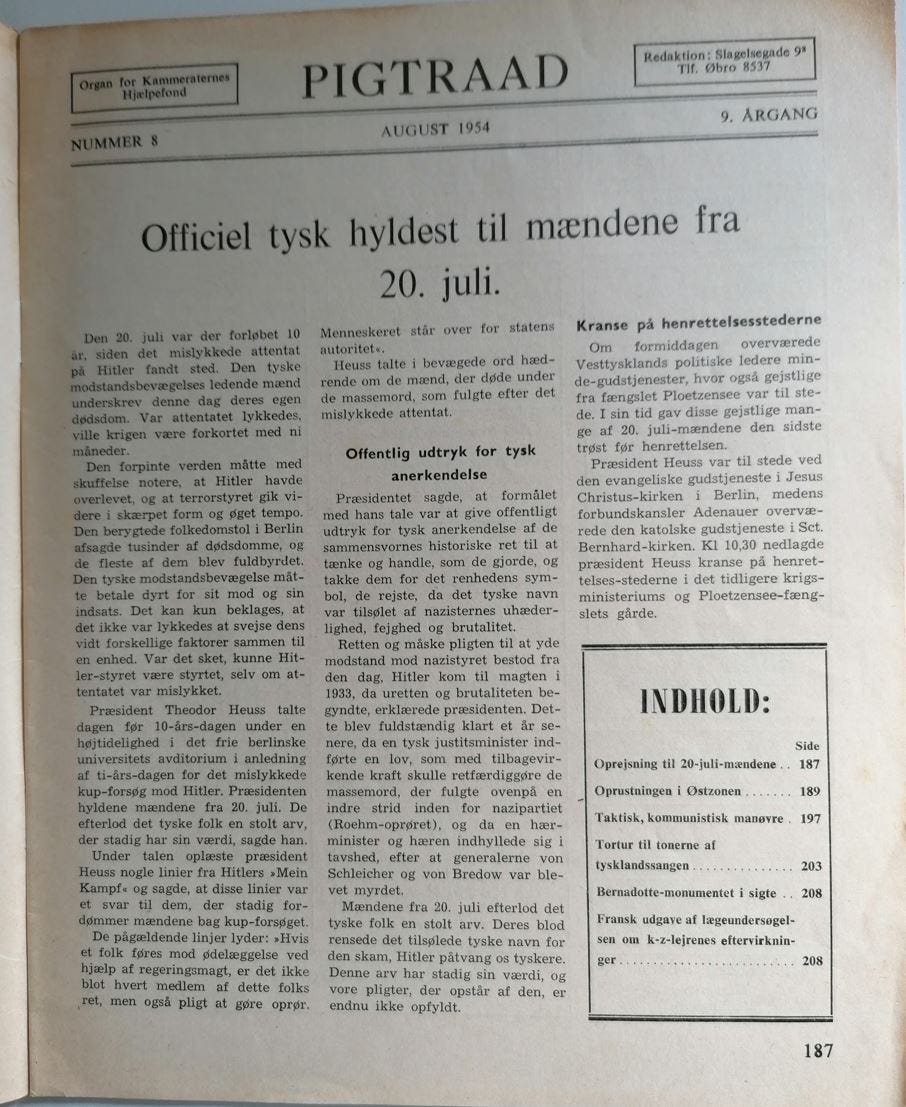 Organ for Kammeraternes
Hjælpefond
PIGTRAAD
Redaktion: Slagelsegade 9⁸
Tlf. Øbro 8537
NUMMER 8
AUGUST 1954
9. ÅRGANG
Officiel tysk hyldest til mændene fra
20. juli.
Den 20. juli var der forløbet 10
år, siden det mislykkede attentat
på Hitler fandt sted. Den tyske
modstandsbevægelses ledende mænd
underskrev denne dag deres egen
dødsdom. Var attentatet lykkedes,
ville krigen være forkortet med ni
måneder.
Den forpinte verden måtte med
skuffelse notere, at Hitler havde
overlevet, og at terrorstyret gik vi-
dere i skærpet form og øget tempo.
Den berygtede folkedomstol i Berlin
afsagde tusinder af dødsdomme, og
de fleste af dem blev fuldbyrdet.
Den tyske modstandsbevægelse måt-
te betale dyrt for sit mod og sin
indsats. Det kan kun beklages, at
det ikke var lykkedes at svejse dens
vidt forskellige faktorer sammen til
en enhed. Var det sket, kunne Hit-
ler-styret være styrtet, selv om at-
tentatet var mislykket.
Præsident Theodor Heuss talte
dagen før 10-års-dagen under en
højtidelighed i det frie berlinske
universitets avditorium i anledning
af ti-års-dagen for det mislykkede
kup-forsøg mod Hitler. Præsidenten
hyldene mændene fra 20. juli. De
efterlod det tyske folk en stolt arv,
der stadig har sin værdi, sagde han.
Under talen oplæste præsident
Heuss nogle linier fra Hitlers »Mein
Kampf« og sagde, at disse linier var
et svar til dem, der stadig for-
dømmer mændene bag kup-forsøget.
De pågældende linjer lyder: »Hvis
et folk føres mod ødelæggelse ved
hjælp af regeringsmagt, er det ikke
blot hvert medlem af dette folks
ret, men også pligt at gøre oprør.
Menneskeret står over for statens
autoritet«.
Heuss talte i bevægede ord hæd-
rende om de mænd, der døde under
de massemord, som fulgte efter det
mislykkede attentat.
Offentlig udtryk for tysk
anerkendelse
Præsidentet sagde, at formålet
med hans tale var at give offentligt
udtryk for tysk anerkendelse af de
sammensvornes historiske ret til at
tænke og handle, som de gjorde, og
takke dem for det renhedens sym-
bol, de rejste, da det tyske navn
var tilsølet af nazisternes uhæder-
lighed, fejghed og brutalitet.
Retten og måske pligten til at yde
modstand mod nazistyret bestod fra
den dag, Hitler kom til magten i
1933, da uretten og brutaliteten be-
gyndte, erklærede præsidenten. Det-
te blev fuldstændig klart et år se-
nere, da en tysk justitsminister ind-
førte en lov, som med tilbagevir-
kende kraft skulle retfærdiggøre de
massemord, der fulgte ovenpå en
indre strid inden for nazipartiet
(Roehm-oprøret), og da en hær-
minister og hæren indhyllede sig i
tavshed, efter at generalerne von
Schleicher og von Bredow var ble-
vet myrdet.
Mændene fra 20. juli efterlod det
tyske folk en stolt arv. Deres blod
rensede det tilsølede tyske navn for
den skam, Hitler påtvang os tyskere.
Denne arv har stadig sin værdi, og
vore pligter, der opstår af den, er
endnu ikke opfyldt.
Kranse på henrettelsesstederne
Om formiddagen overværede
Vesttysklands politiske ledere min-
de-gudstjenester, hvor også gejstlige
fra fængslet Ploetzensee var til ste-
de. I sin tid gav disse gejstlige man-
ge af 20. juli-mændene den sidste
trøst før henrettelsen.
Præsident Heuss var til stede ved
den evangeliske gudstjeneste i Jesus
Christus-kirken i Berlin, medens
forbundskansler Adenauer overvæ-
rede den katolske gudstjeneste i Sct.
Bernhard-kirken. Kl 10,30 nedlagde
præsident Heuss kranse på henret-
telses-stederne i det tidligere krigs-
ministeriums og Ploetzensee-fæng-
slets gårde.
INDHOLD:
Side
Oprejsning til 20-juli-mændene . . 187
Oprustningen i Østzonen . . . . . . . 189
Taktisk, kommunistisk manøvre . 197
Tortur til tonerne af
tysklandssangen . . . . . . . . . . . . . . 203
Bernadotte-monumentet i sigte . . 208
Fransk udgave af lægeundersøgel-
sen om k-z-lejrenes eftervirknin-
ger . . . . . . . . . . . . . . . . . . . . . . . . 208
187